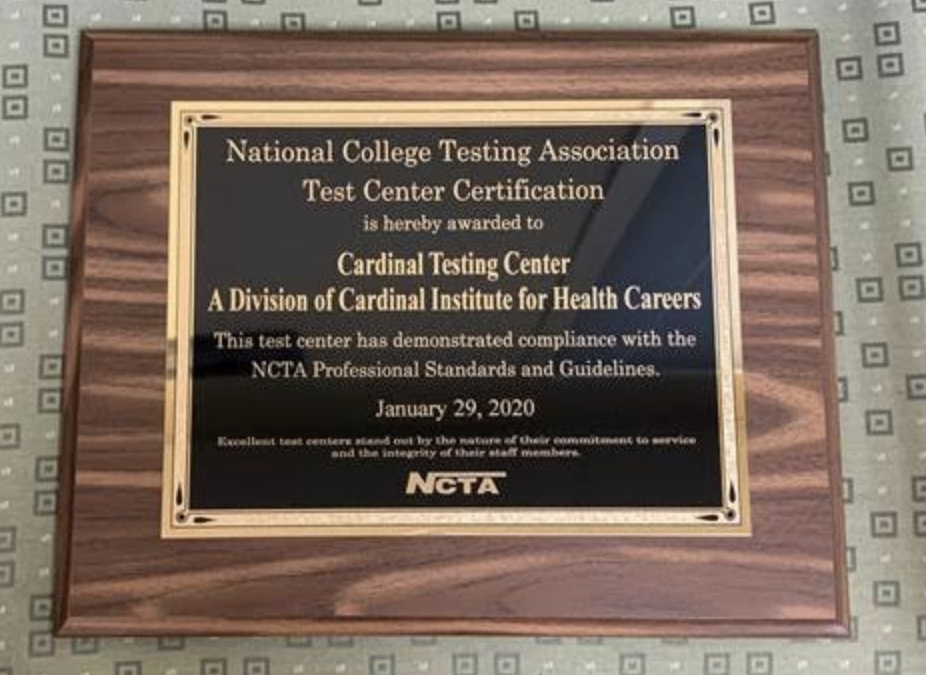 National College Testing Association
Test Center Certification
is hereby awarded to
Cardinal Testing Center
A Division of Cardinal Institute for Health Careers
This test center has demonstrated compliance with the
NCTA Professional Standards and Guidelines.
January 29, 2020
Excellent test centers stand out by the nature of their commitment to service
and the integrity of their staff members.
NCTA